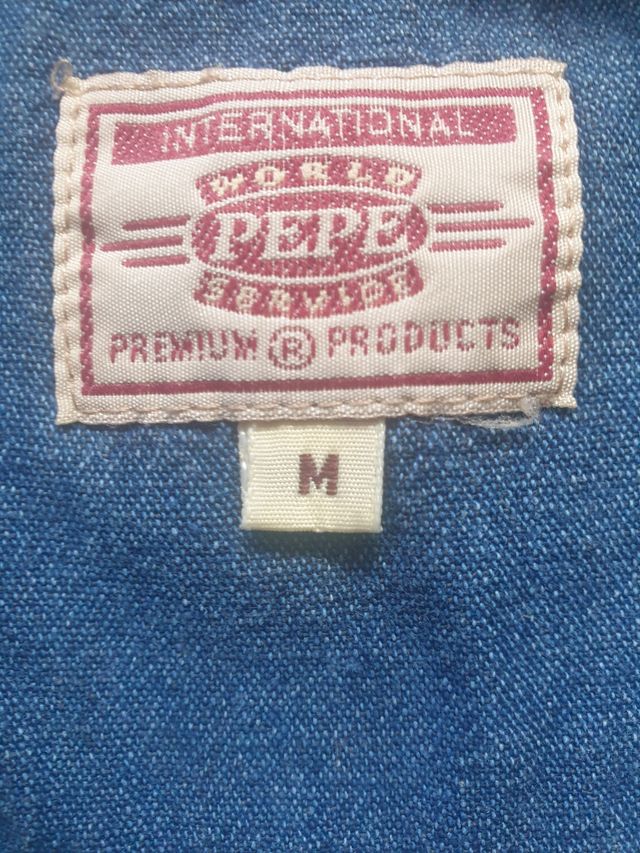 INTERNATIONAL
WORLD
PEPE
SERVICE
PREMIUM ® PRODUCTS
M